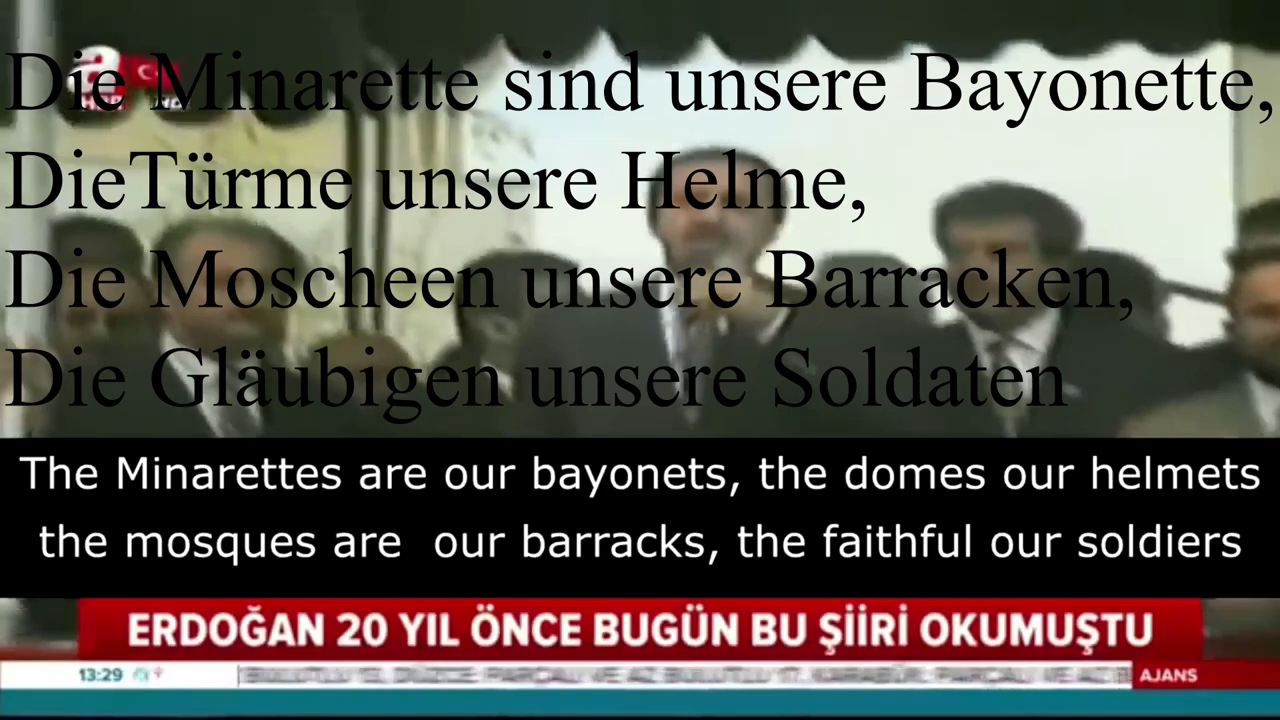 Die Minarette sind unsere Bayonette,
DieTürme unsere Helme,
Die Moscheen unsere Barracken,
Die Gläubigen unsere Soldaten
The Minarettes are our bayonets, the domes our helmets
the mosques are our barracks, the faithful our soldiers
ERDOĞAN 20 YIL ÖNCE BUGÜN BU ŞİİRİ OKUMUŞTU
13:29
AJANS